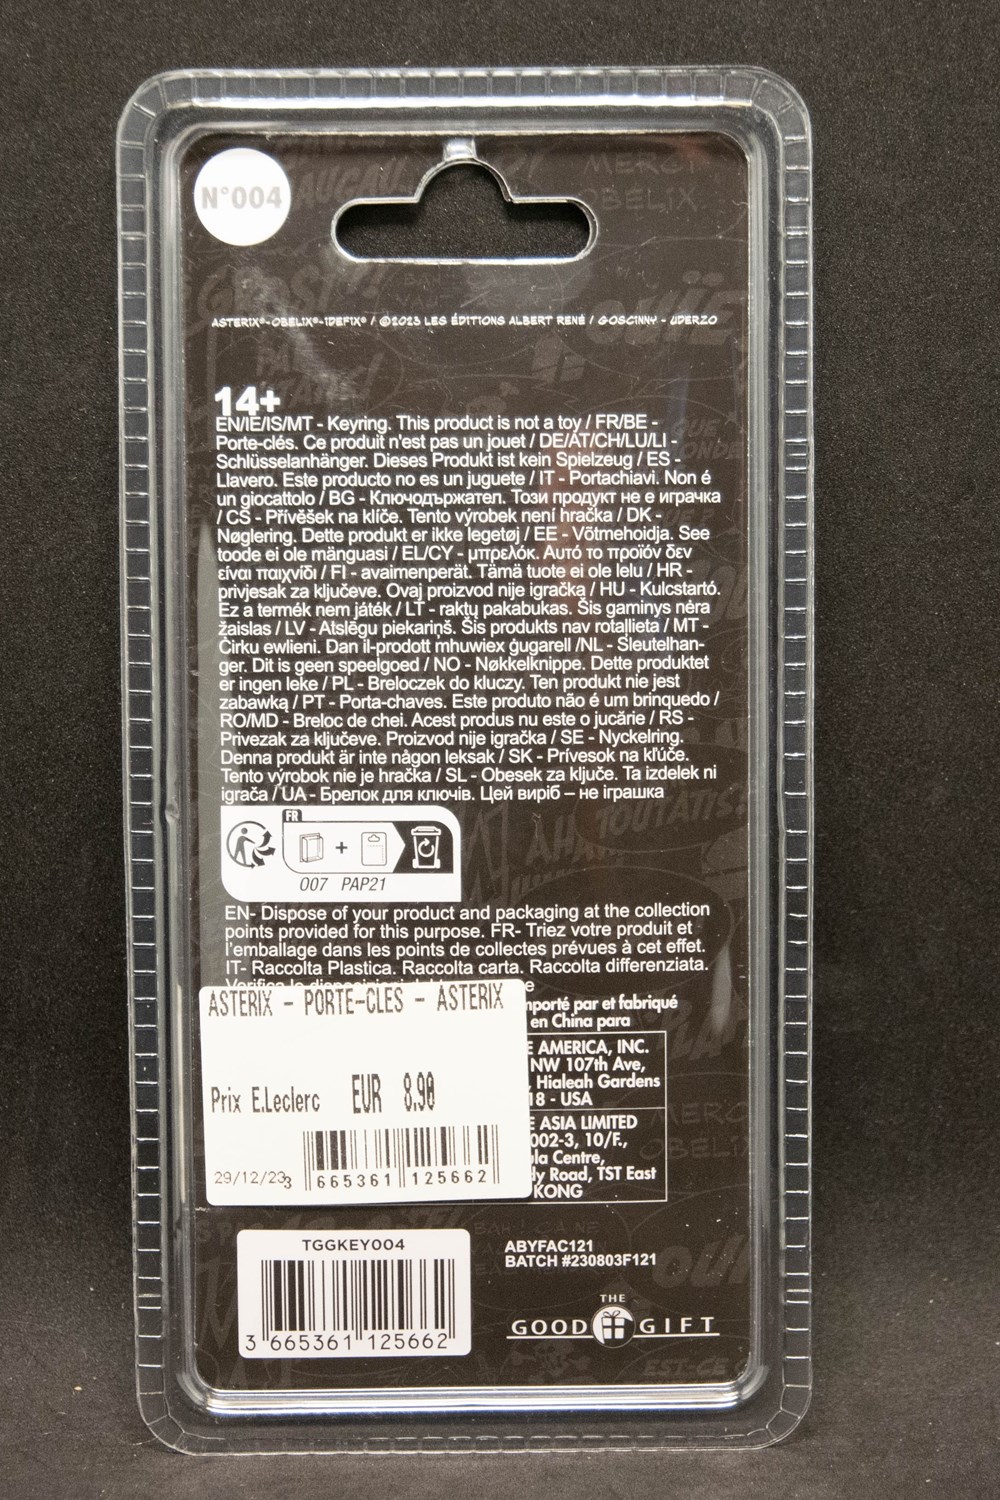 N°004
ASTERIX®-OBELIX®-IDEFIX® / ©2023 LES ÉDITIONS ALBERT RENÉ / GOSCINNY - UDERZO
14+
EN/IE/IS/MT - Keyring. This product is not a toy / FR/BE -
Porte-clés. Ce produit n'est pas un jouet / DE/AT/CH/LU/LI -
Schlüsselanhänger. Dieses Produkt ist kein Spielzeug / ES -
Llavero. Este producto no es un juguete / IT - Portachiavi. Non é
un giocattolo / BG - Ключодържател. Този продукт не е играчка
/ CS - Přívěšek na klíče. Tento výrobek není hračka / DK -
Nøglering. Dette produkt er ikke legetøj / EE - Võtmehoidja. See
toode ei ole mänguasi / EL/CY - μπρελόκ. Αυτό το προϊόν δεν
είναι παιχνίδι / FI - avaimenperät. Tämä tuote ei ole lelu / HR -
privjesak za ključeve. Ovaj proizvod nije igračka / HU - Kulcstartó.
Ez a termék nem játék / LT - raktų pakabukas. Šis gaminys nėra
žaislas / LV - Atslēgu piekariņš. Šis produkts nav rotaļlieta / MT -
Ċirku ewlieni. Dan il-prodott mhuwiex ġugarell /NL - Sleutelhan-
ger. Dit is geen speelgoed / NO - Nøkkelknippe. Dette produktet
er ingen leke / PL - Breloczek do kluczy. Ten produkt nie jest
zabawką / PT - Porta-chaves. Este produto não é um brinquedo /
RO/MD - Breloc de chei. Acest produs nu este o jucărie / RS -
Privezak za ključeve. Proizvod nije igračka / SE - Nyckelring.
Denna produkt är inte någon leksak / SK - Prívesok na kľúče.
Tento výrobok nie je hračka / SL - Obesek za ključe. Ta izdelek ni
igrača / UA - Брелок для ключів. Цей виріб – не іграшка
FR
007 PAP21
EN- Dispose of your product and packaging at the collection
points provided for this purpose. FR- Triez votre produit et
l'emballage dans les points de collectes prévues à cet effet.
IT- Raccolta Plastica. Raccolta carta. Raccolta differenziata.
mporté par et fabriqué
en China para
E AMERICA, INC.
NW 107th Ave,
, Hialeah Gardens
18 - USA
E ASIA LIMITED
002-3, 10/F.,
ula Centre,
dy Road, TST East
KONG
ASTERIX - PORTE-CLES - ASTERIX
Prix E.Leclerc EUR 8.90
29/12/23
3 665361 125662
TGGKEY004
3 665361 125662
ABYFAC121
BATCH #230803F121
THE
GOOD GIFT